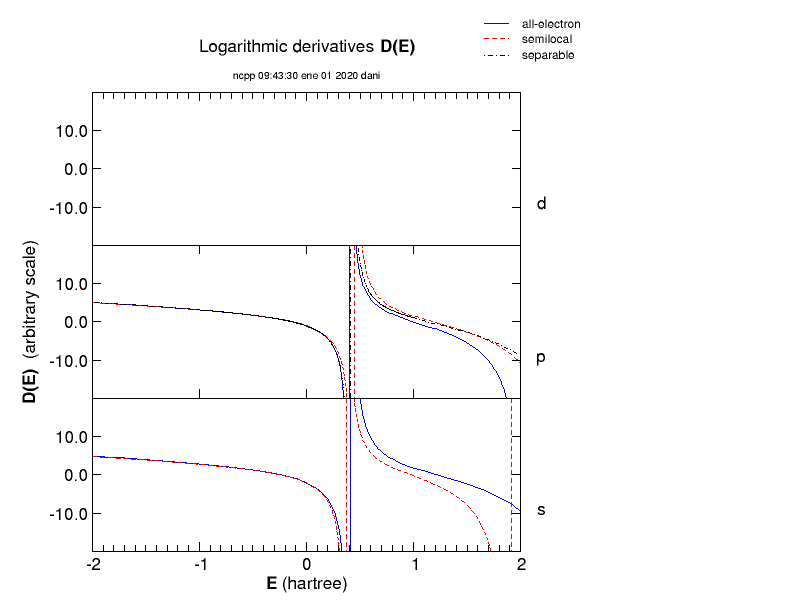 all-electron
semilocal
separable
Logarithmic derivatives D(E)
ncpp 09:43:30 ene 01 2020 dani
10.0
0.0
-10.0
d
10.0
0.0
-10.0
p
10.0
0.0
-10.0
s
D(E) (arbitrary scale)
-2 -1 0 1 2
E (hartree)